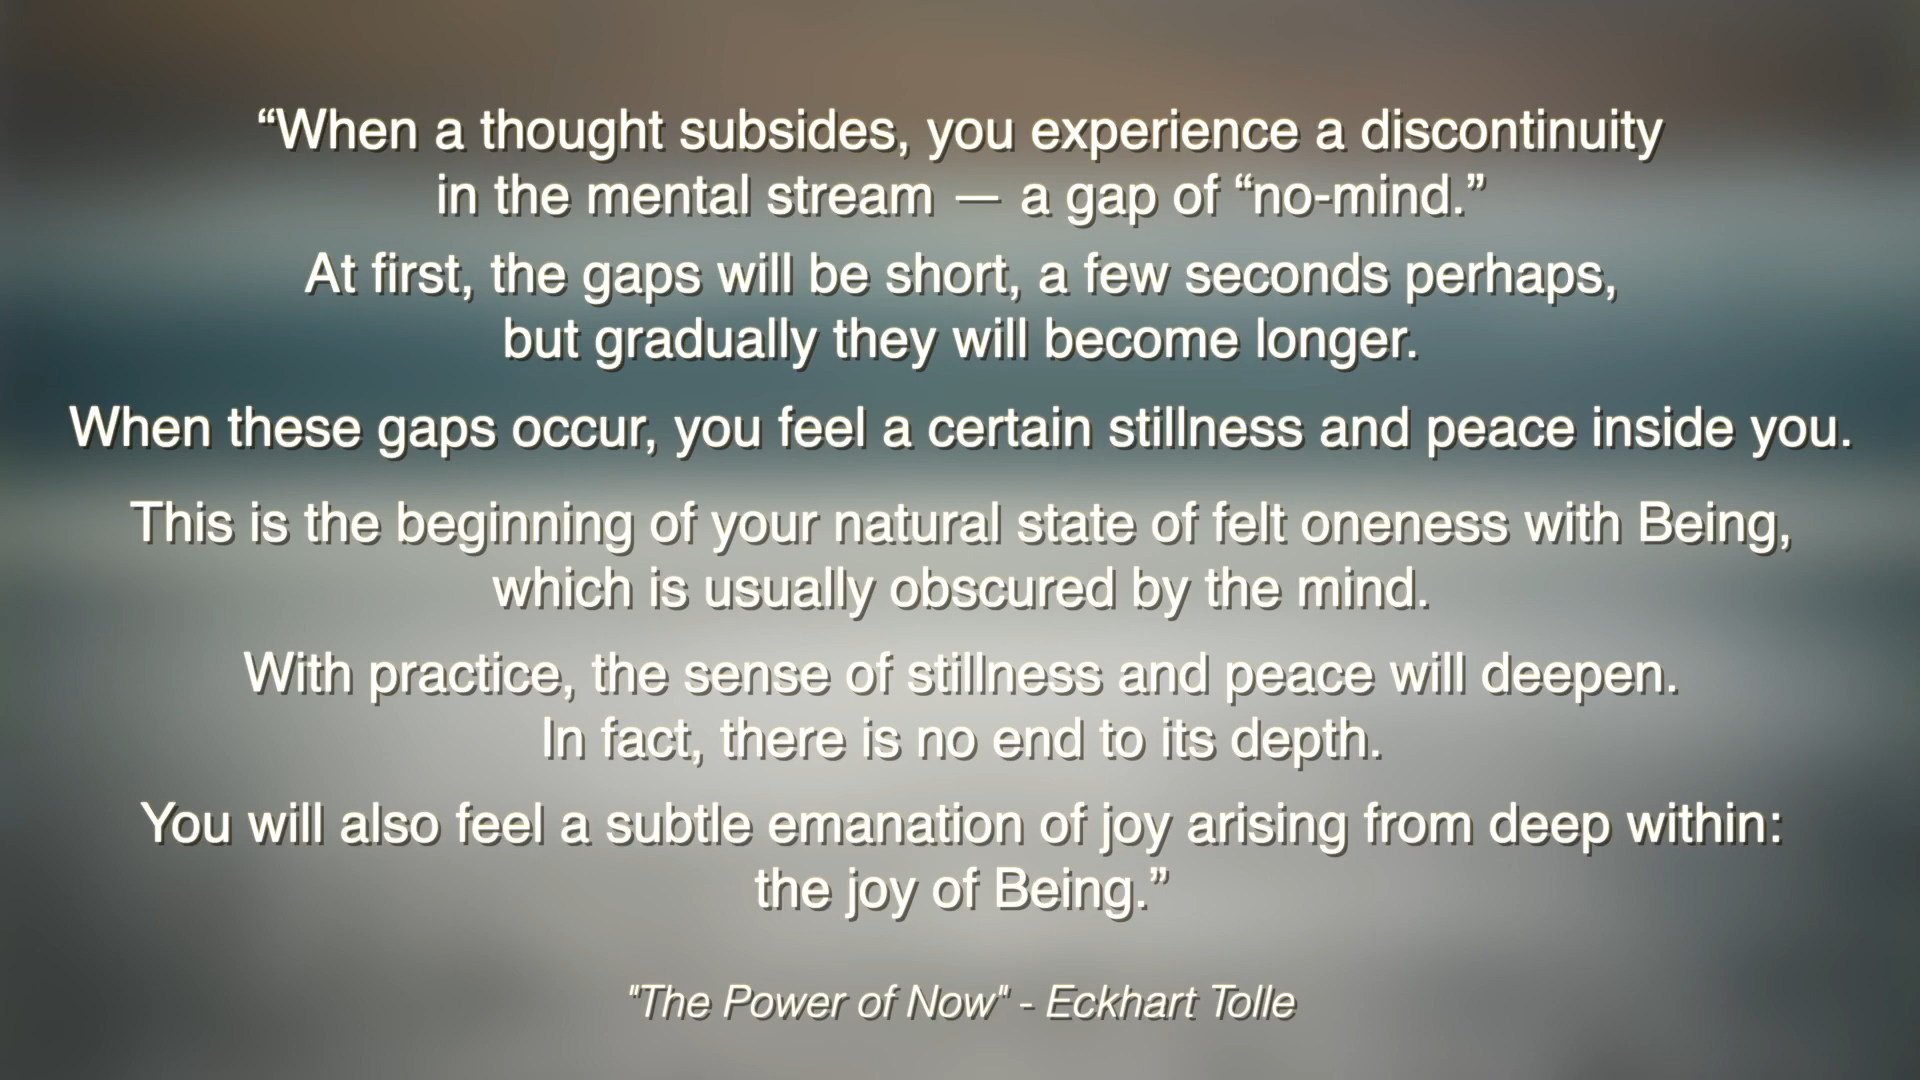 “When a thought subsides, you experience a discontinuity
in the mental stream — a gap of “no-mind.”
At first, the gaps will be short, a few seconds perhaps,
but gradually they will become longer.
When these gaps occur, you feel a certain stillness and peace inside you.
This is the beginning of your natural state of felt oneness with Being,
which is usually obscured by the mind.
With practice, the sense of stillness and peace will deepen.
In fact, there is no end to its depth.
You will also feel a subtle emanation of joy arising from deep within:
the joy of Being.”
"The Power of Now" - Eckhart Tolle